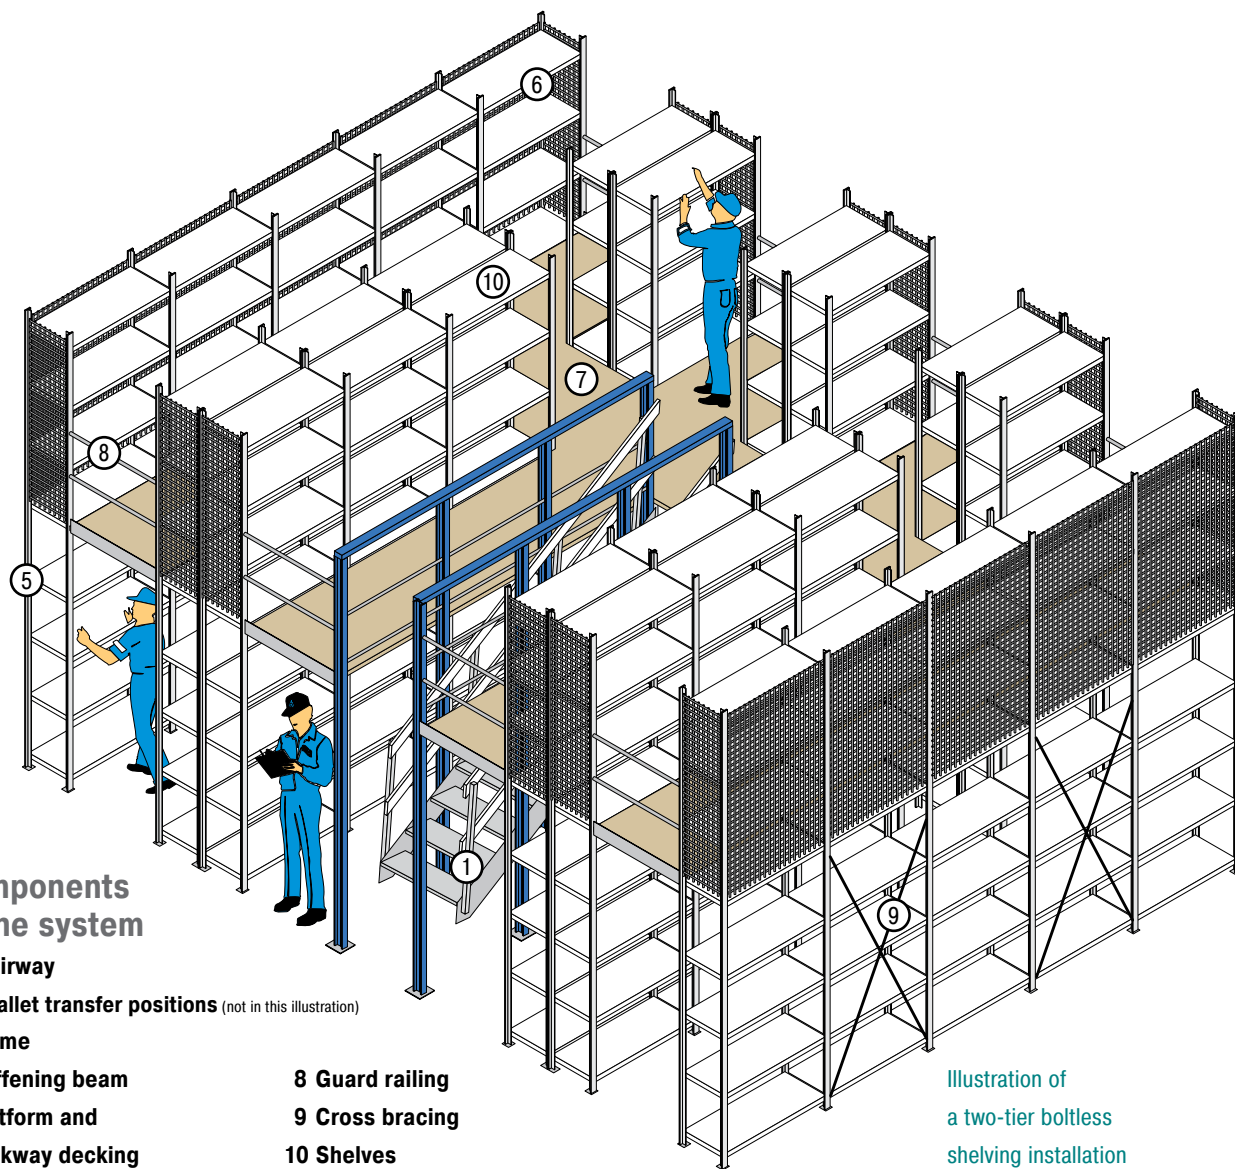 6
10
7
8
5
1
9
mponents
ne system
irway
allet transfer positions (not in this illustration)
me
ffening beam
tform and
kway decking
8 Guard railing
9 Cross bracing
10 Shelves
Illustration of
a two-tier boltless
shelving installation